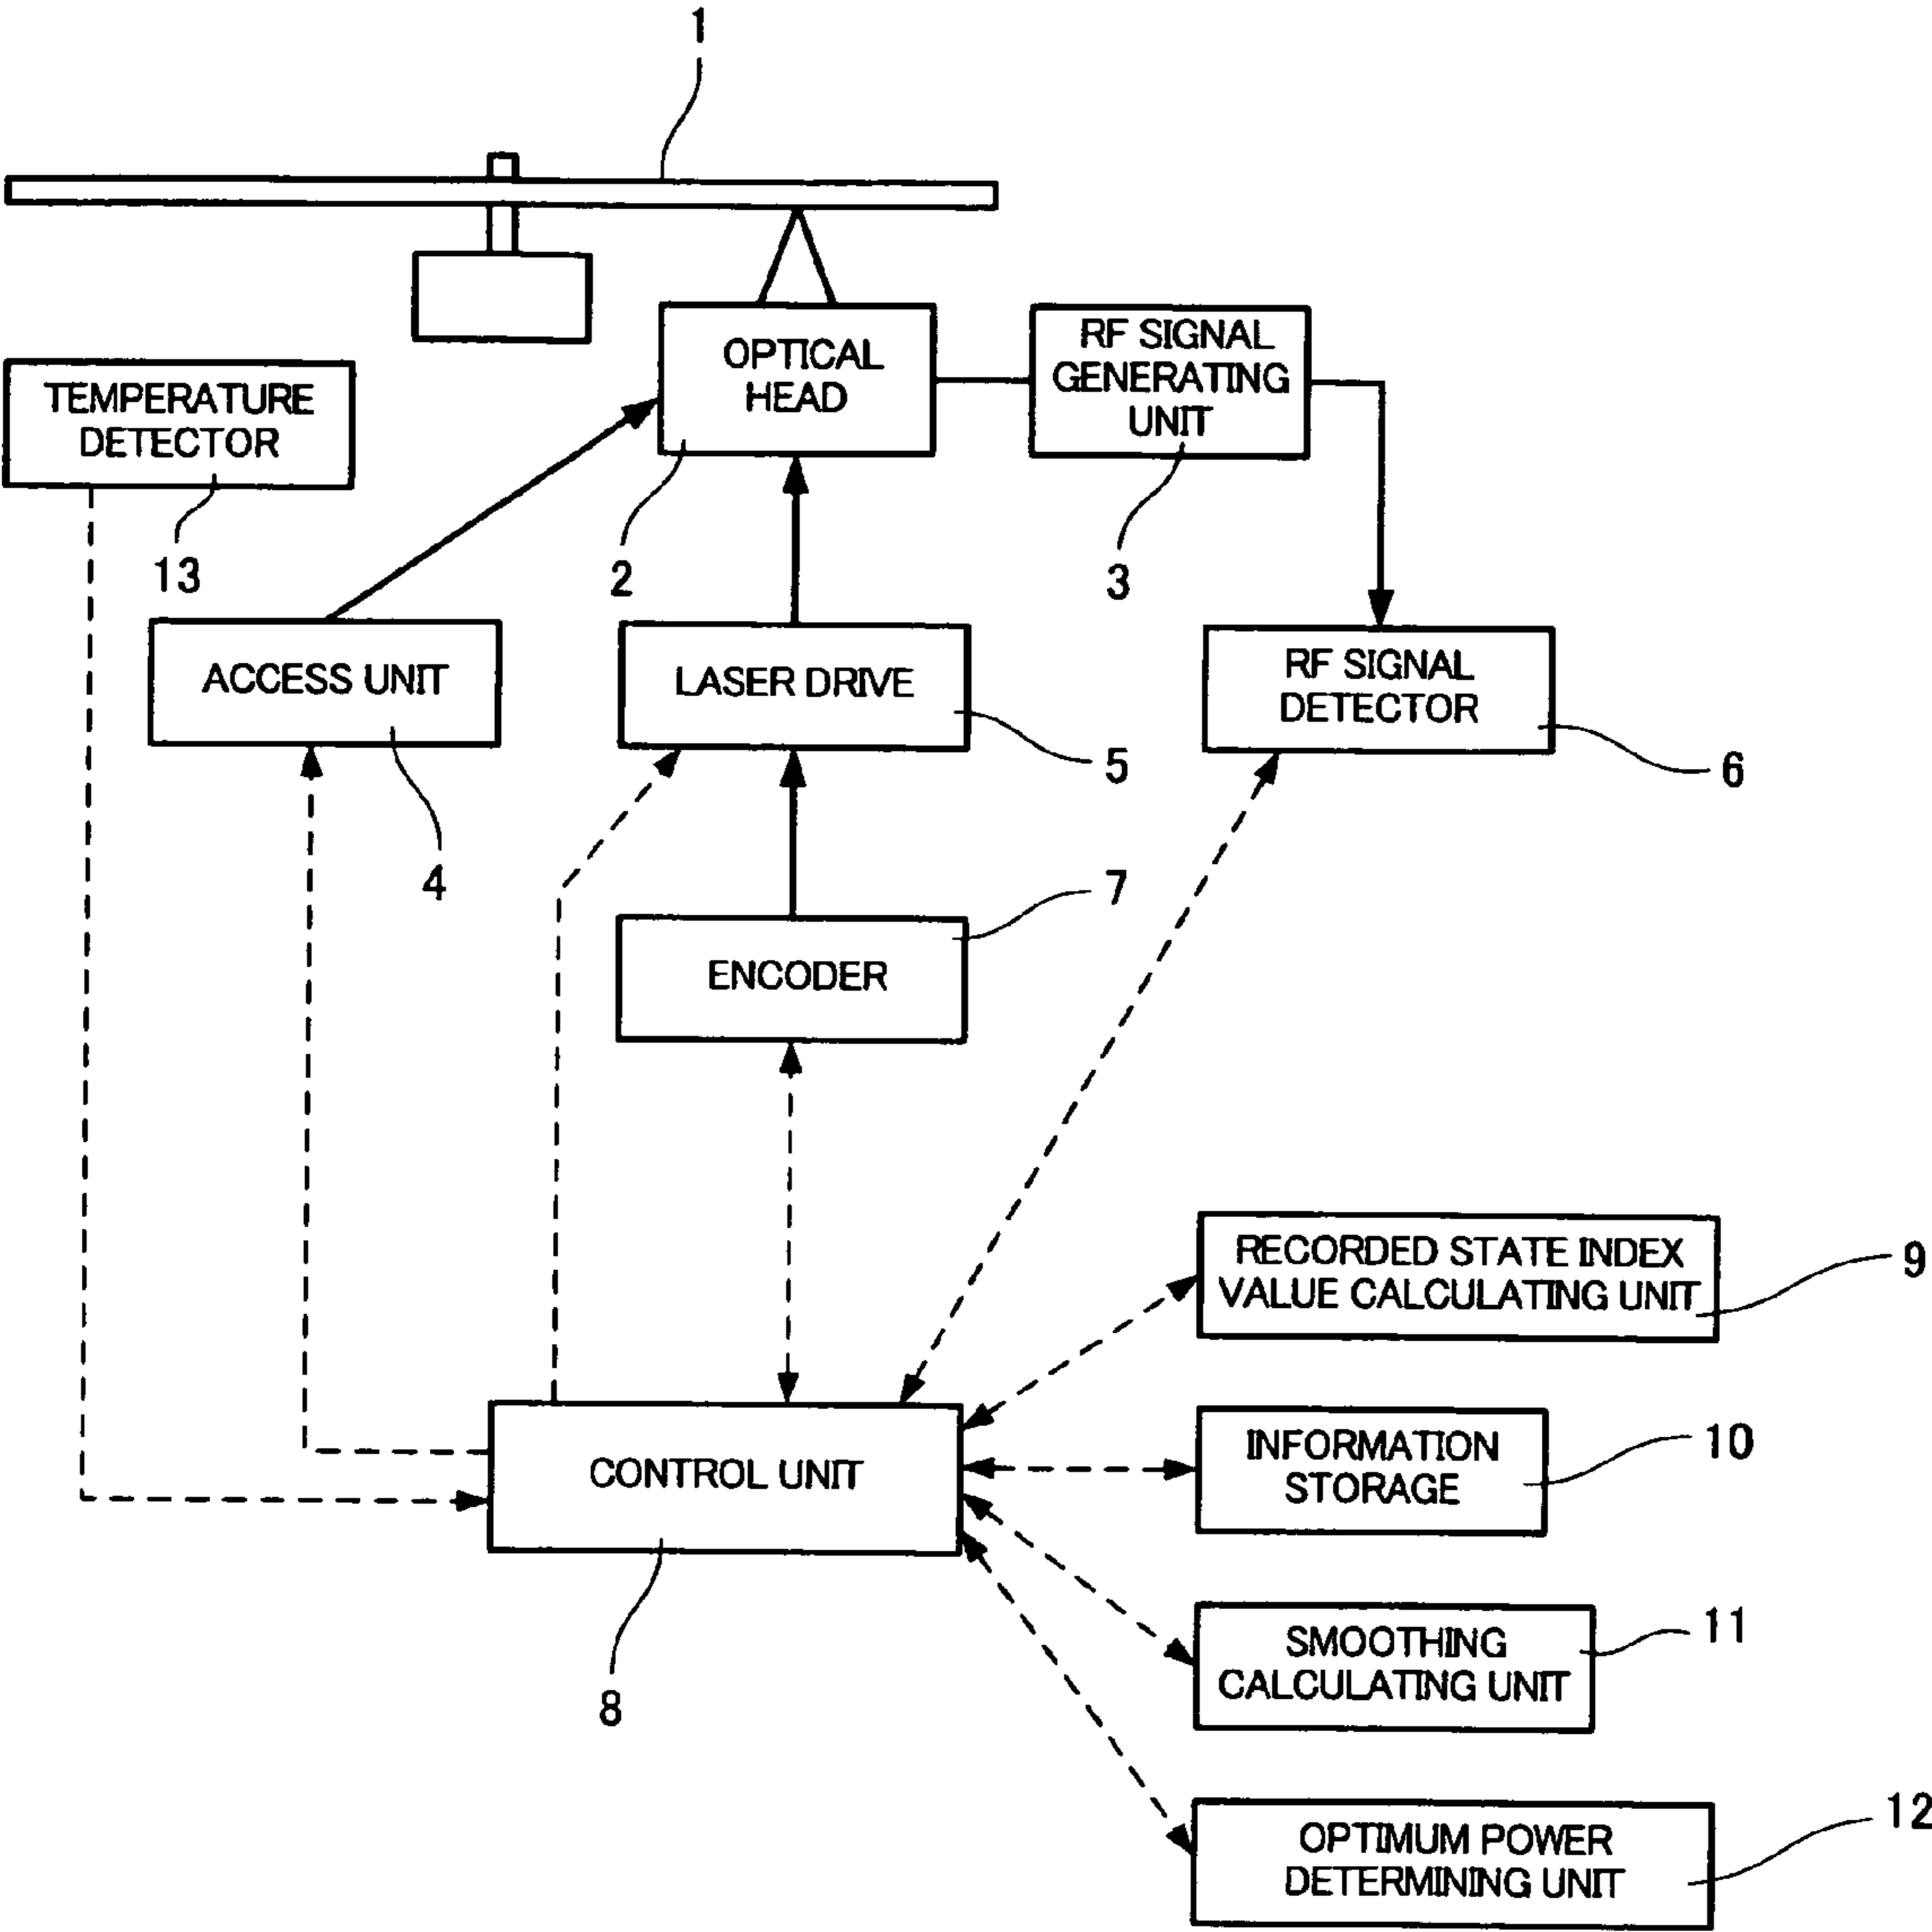 1
OPTICAL
HEAD
RF SIGNAL
GENERATING
UNIT
TEMPERATURE
DETECTOR
13
2
3
ACCESS UNIT
4
LASER DRIVE
5
RF SIGNAL
DETECTOR
6
7
ENCODER
RECORDED STATE INDEX
VALUE CALCULATING UNIT
9
CONTROL UNIT
8
INFORMATION
STORAGE
10
SMOOTHING
CALCULATING UNIT
11
OPTIMUM POWER
DETERMINING UNIT
12